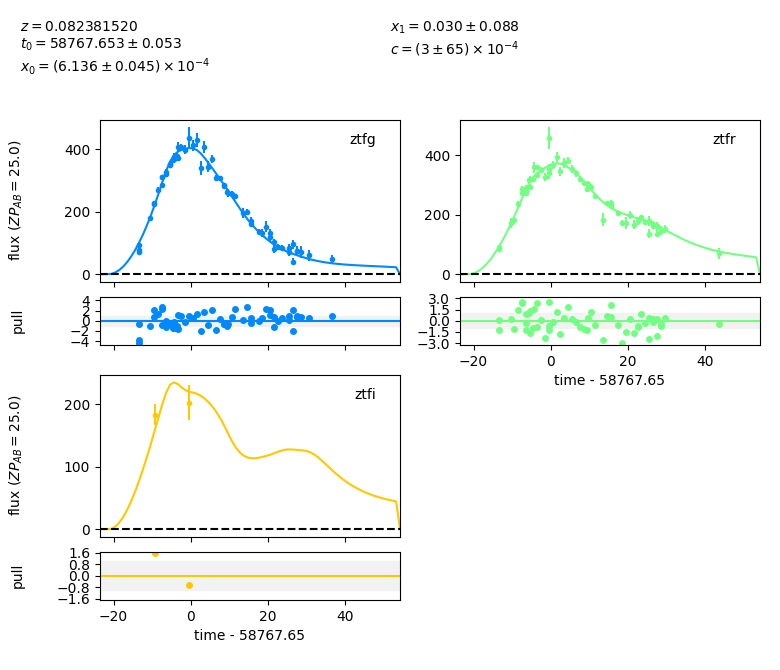 z = 0.082381520
t₀ = 58767.653 ± 0.053
x₀ = (6.136 ± 0.045) × 10⁻⁴
x₁ = 0.030 ± 0.088
c = (3 ± 65) × 10⁻⁴
ztfg
flux (ZP_AB = 25.0)
400
200
0
ztfr
400
200
0
pull
4
2
0
−2
−4
3.0
1.5
0.0
−1.5
−3.0
−20 0 20 40
time - 58767.65
ztfi
flux (ZP_AB = 25.0)
200
100
0
pull
1.6
0.8
0.0
−0.8
−1.6
−20 0 20 40
time - 58767.65